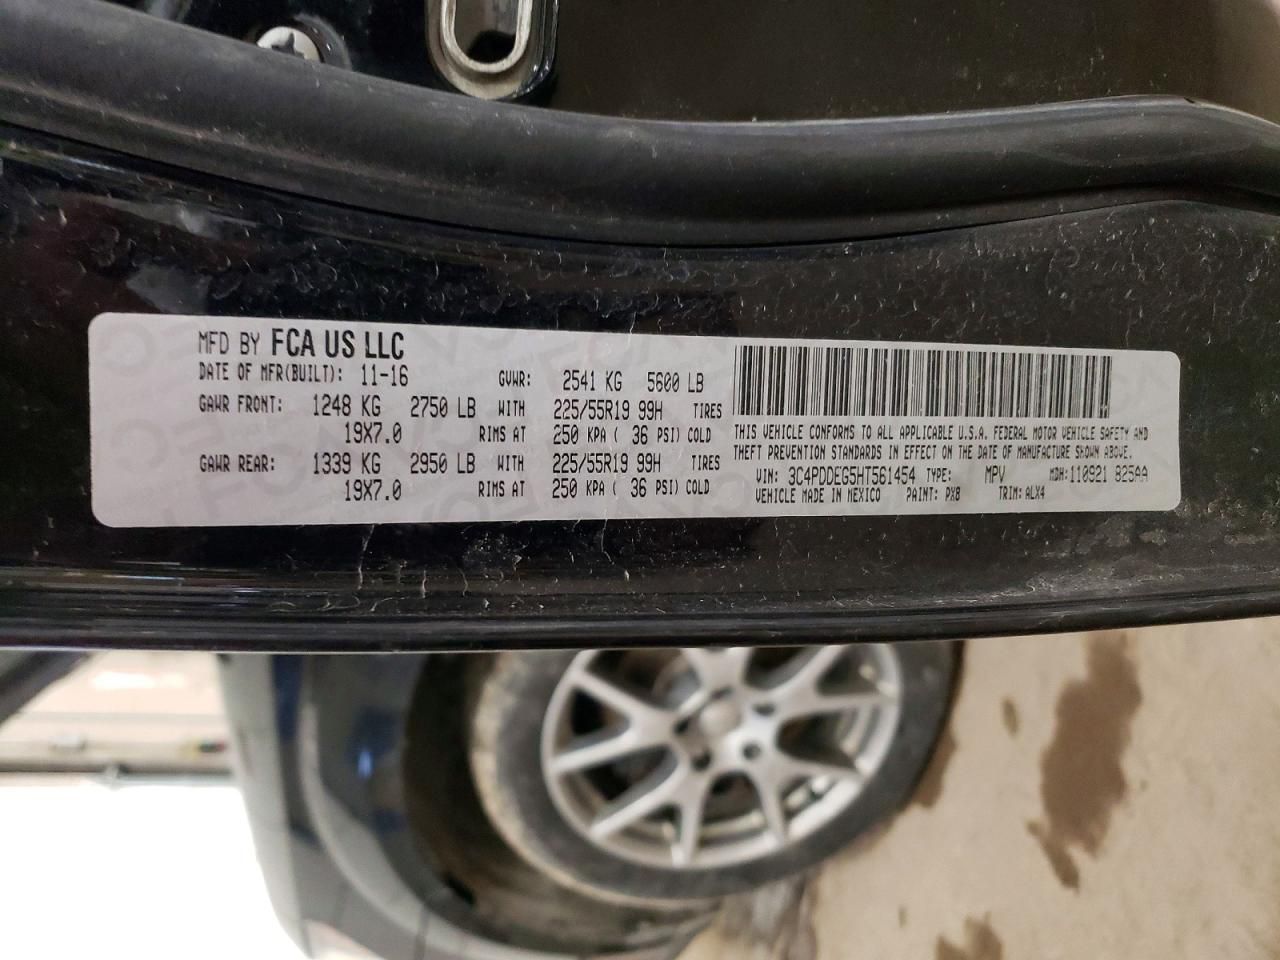 MFD BY FCA US LLC
DATE OF MFR(BUILT): 11-16 GVWR: 2541 KG 5600 LB
GAWR FRONT: 1248 KG 2750 LB WITH 225/55R19 99H TIRES
19X7.0 RIMS AT 250 KPA ( 36 PSI) COLD
GAWR REAR: 1339 KG 2950 LB WITH 225/55R19 99H TIRES
19X7.0 RIMS AT 250 KPA ( 36 PSI) COLD
THIS VEHICLE CONFORMS TO ALL APPLICABLE U.S.A. FEDERAL MOTOR VEHICLE SAFETY AND
THEFT PREVENTION STANDARDS IN EFFECT ON THE DATE OF MANUFACTURE SHOWN ABOVE.
VIN: 3C4PDDEG5HT561454 TYPE: MPV MDH:110921 825AA
VEHICLE MADE IN MEXICO PAINT: PX8 TRIM: ALX4